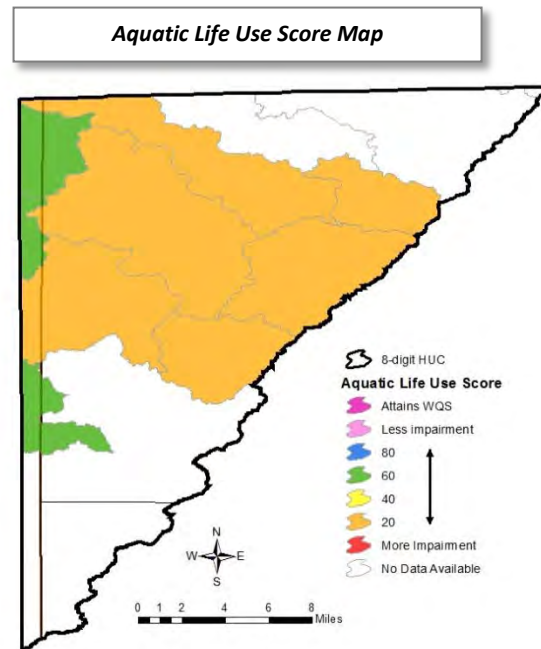 Aquatic Life Use Score Map
8-digit HUC
Aquatic Life Use Score
Attains WQS
Less impairment
80
60
40
20
More Impairment
No Data Available
N
W E
S
0 1 2 4 6 8
Miles